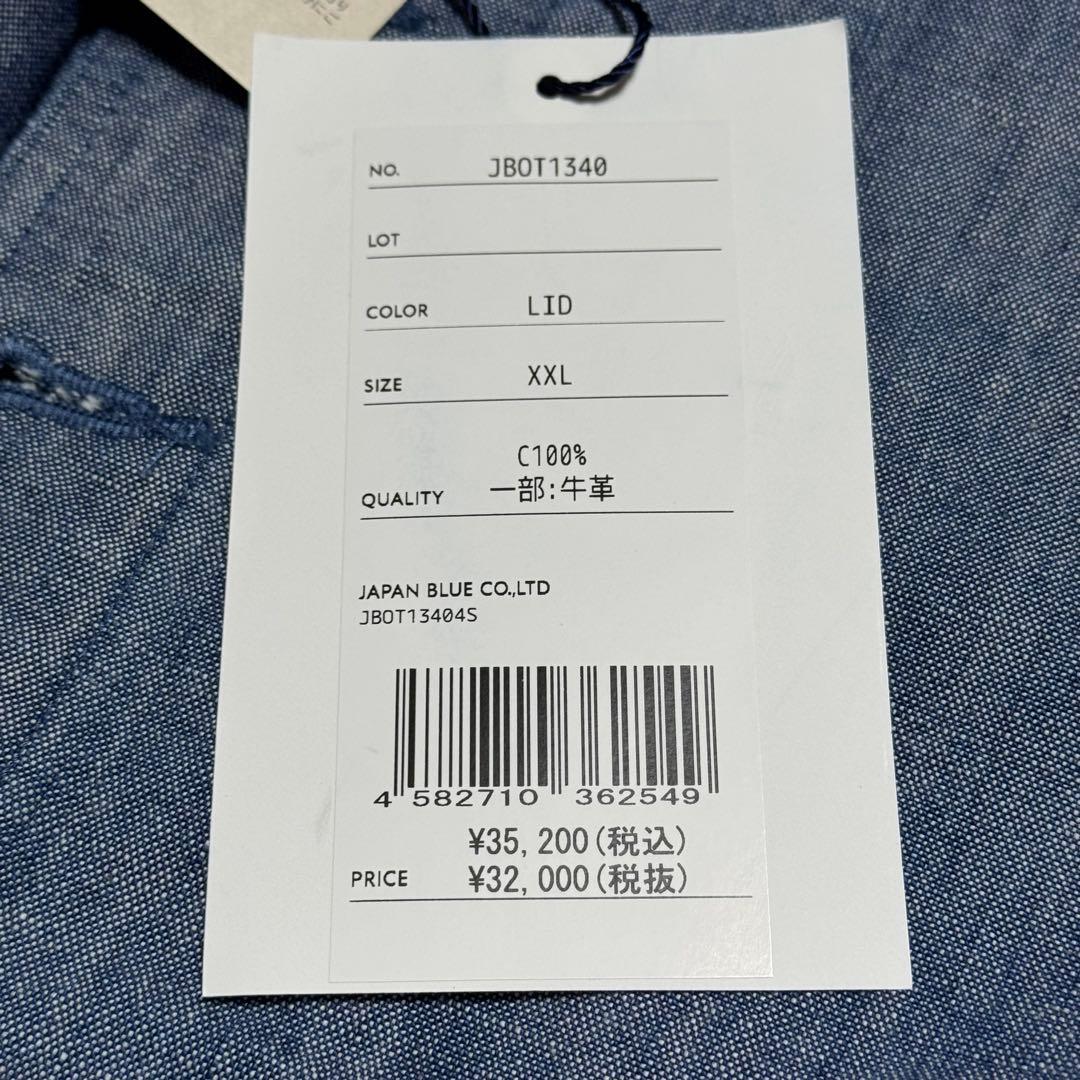 NO. JBOT1340
LOT
COLOR LID
SIZE XXL
C100%
QUALITY 一部:牛革
JAPAN BLUE CO.,LTD
JBOT13404S
4 582710 362549
¥35,200(税込)
PRICE ¥32,000(税抜)